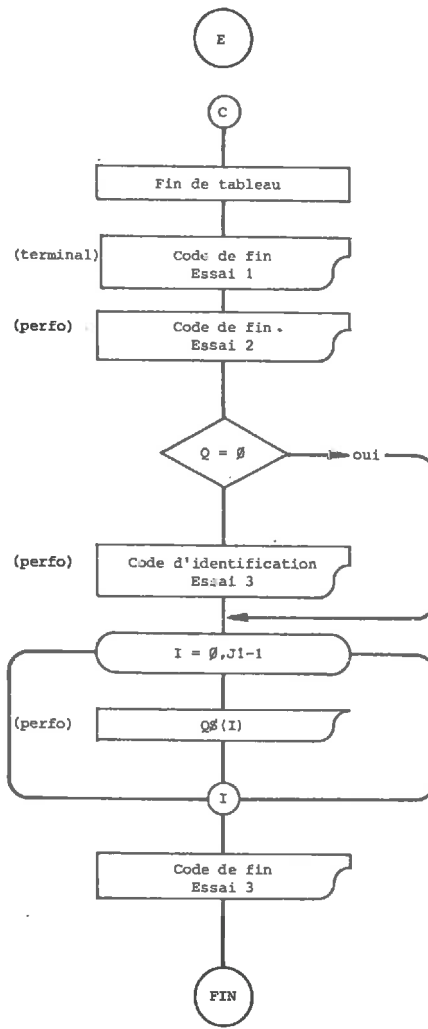 E
C
Fin de tableau
(terminal)
Code de fin
Essai 1
(perfo)
Code de fin.
Essai 2
Q = Ø
oui
(perfo)
Code d'identification
Essai 3
I = Ø,J1-1
(perfo)
Q$(I)
I
Code de fin
Essai 3
FIN